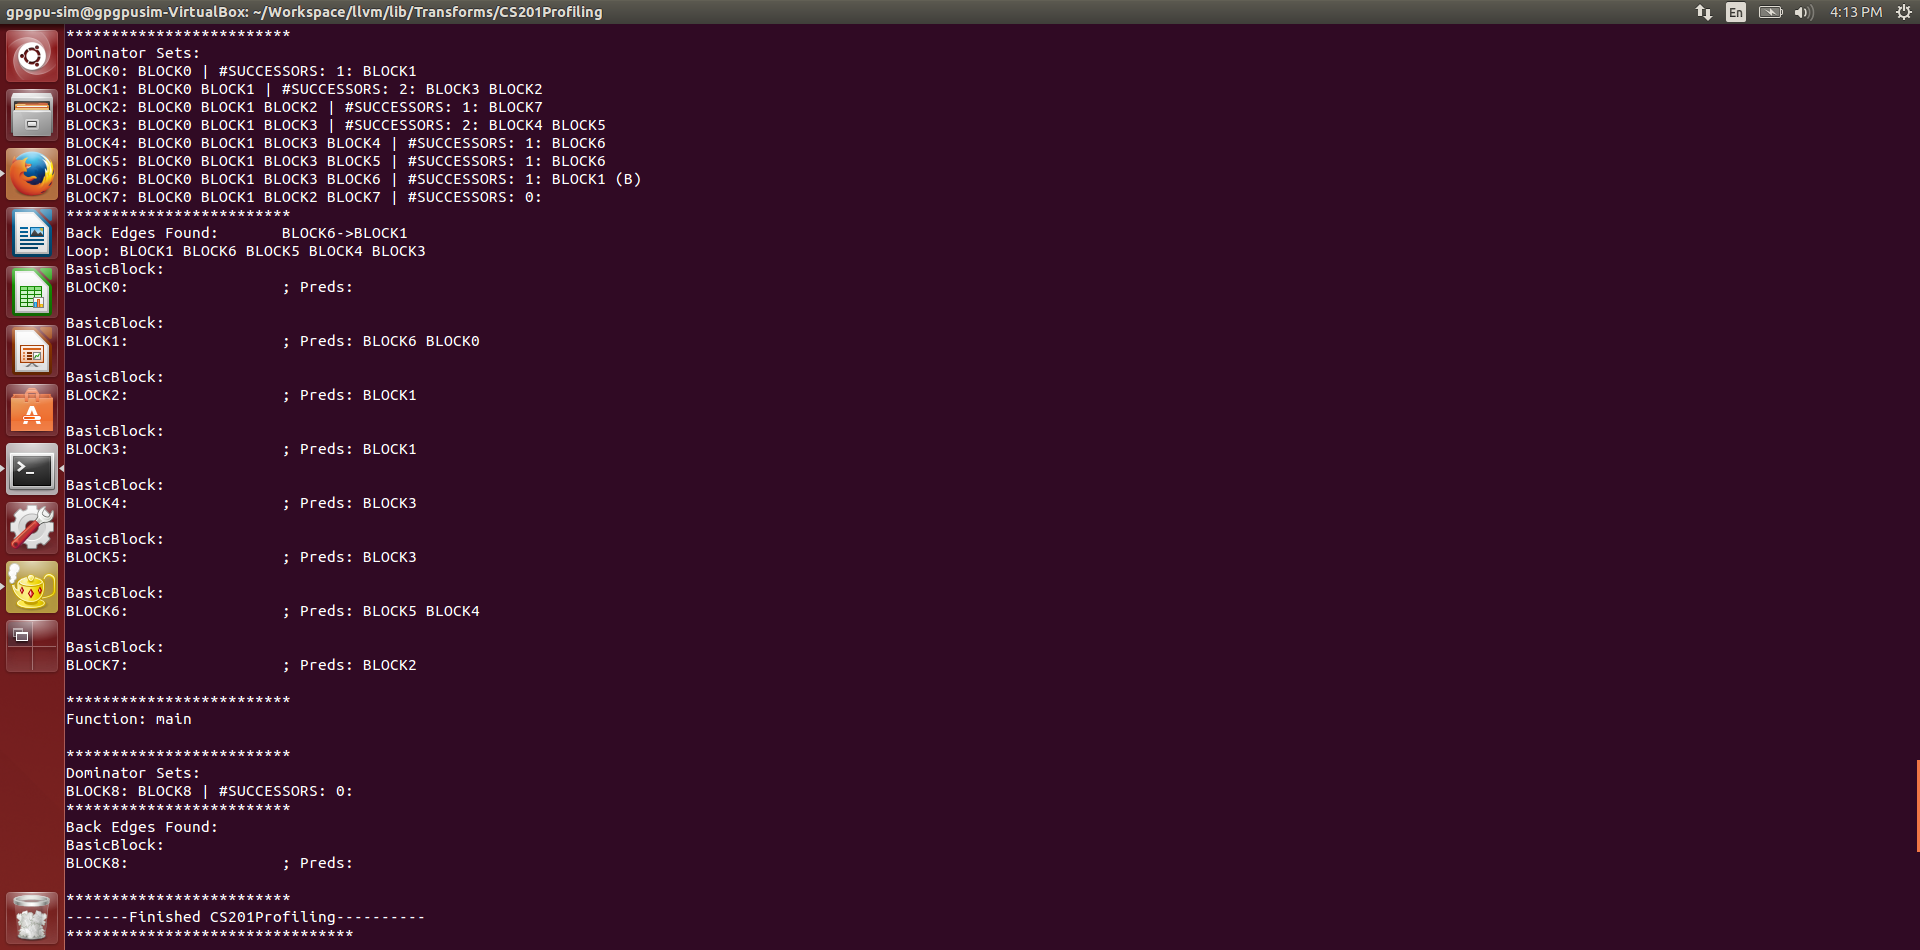 gpgpu-sim@gpgpusim-VirtualBox: ~/Workspace/llvm/lib/Transforms/CS201Profiling
En
4:13 PM
*************************
Dominator Sets:
BLOCK0: BLOCK0 | #SUCCESSORS: 1: BLOCK1
BLOCK1: BLOCK0 BLOCK1 | #SUCCESSORS: 2: BLOCK3 BLOCK2
BLOCK2: BLOCK0 BLOCK1 BLOCK2 | #SUCCESSORS: 1: BLOCK7
BLOCK3: BLOCK0 BLOCK1 BLOCK3 | #SUCCESSORS: 2: BLOCK4 BLOCK5
BLOCK4: BLOCK0 BLOCK1 BLOCK3 BLOCK4 | #SUCCESSORS: 1: BLOCK6
BLOCK5: BLOCK0 BLOCK1 BLOCK3 BLOCK5 | #SUCCESSORS: 1: BLOCK6
BLOCK6: BLOCK0 BLOCK1 BLOCK3 BLOCK6 | #SUCCESSORS: 1: BLOCK1 (B)
BLOCK7: BLOCK0 BLOCK1 BLOCK2 BLOCK7 | #SUCCESSORS: 0:
*************************
Back Edges Found:       BLOCK6->BLOCK1
Loop: BLOCK1 BLOCK6 BLOCK5 BLOCK4 BLOCK3
BasicBlock:
BLOCK0:                 ; Preds:
BasicBlock:
BLOCK1:                 ; Preds: BLOCK6 BLOCK0
BasicBlock:
BLOCK2:                 ; Preds: BLOCK1
BasicBlock:
BLOCK3:                 ; Preds: BLOCK1
BasicBlock:
BLOCK4:                 ; Preds: BLOCK3
BasicBlock:
BLOCK5:                 ; Preds: BLOCK3
BasicBlock:
BLOCK6:                 ; Preds: BLOCK5 BLOCK4
BasicBlock:
BLOCK7:                 ; Preds: BLOCK2
*************************
Function: main
*************************
Dominator Sets:
BLOCK8: BLOCK8 | #SUCCESSORS: 0:
*************************
Back Edges Found:
BasicBlock:
BLOCK8:                 ; Preds:
*************************
-------Finished CS201Profiling----------
********************************